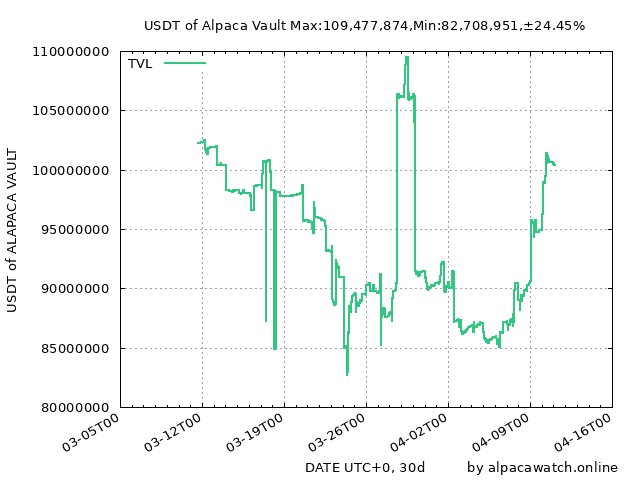 USDT of Alpaca Vault Max:109,477,874,Min:82,708,951,±24.45%
TVL
110000000
105000000
100000000
95000000
90000000
85000000
80000000
USDT of ALAPACA VAULT
03-05T00
03-12T00
03-19T00
03-26T00
04-02T00
04-09T00
04-16T00
DATE UTC+0, 30d
by alpacawatch.online